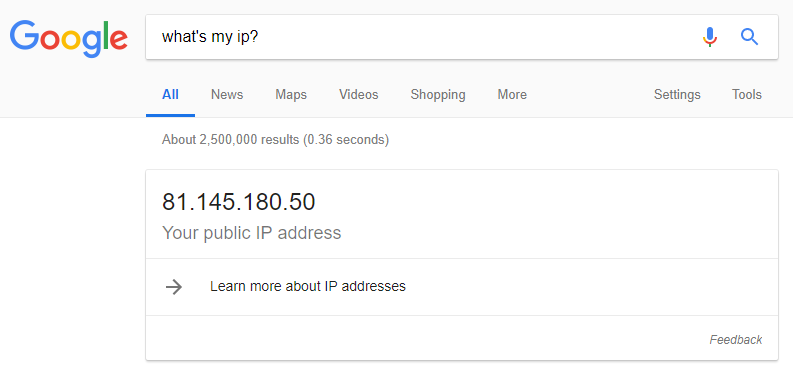 Google what's my ip?
All News Maps Videos Shopping More Settings Tools
About 2,500,000 results (0.36 seconds)
81.145.180.50
Your public IP address
Learn more about IP addresses
Feedback